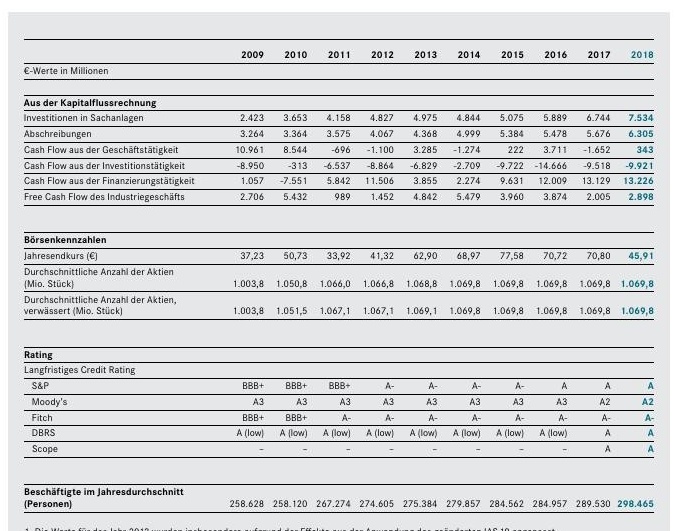 2009 2010 2011 2012 2013 2014 2015 2016 2017 2018
€-Werte in Millionen
Aus der Kapitalflussrechnung
Investitionen in Sachanlagen 2.423 3.653 4.158 4.827 4.975 4.844 5.075 5.889 6.744 7.534
Abschreibungen 3.264 3.364 3.575 4.067 4.368 4.999 5.384 5.478 5.676 6.305
Cash Flow aus der Geschäftstätigkeit 10.961 8.544 -696 -1.100 3.285 -1.274 222 3.711 -1.652 343
Cash Flow aus der Investitionstätigkeit -8.950 -313 -6.537 -8.864 -6.829 -2.709 -9.722 -14.666 -9.518 -9.921
Cash Flow aus der Finanzierungstätigkeit 1.057 -7.551 5.842 11.506 3.855 2.274 9.631 12.009 13.129 13.226
Free Cash Flow des Industriegeschäfts 2.706 5.432 989 1.452 4.842 5.479 3.960 3.874 2.005 2.898
Börsenkennzahlen
Jahresendkurs (€) 37,23 50,73 33,92 41,32 62,90 68,97 77,58 70,72 70,80 45,91
Durchschnittliche Anzahl der Aktien
(Mio. Stück) 1.003,8 1.050,8 1.066,0 1.066,8 1.068,8 1.069,8 1.069,8 1.069,8 1.069,8 1.069,8
Durchschnittliche Anzahl der Aktien,
verwässert (Mio. Stück) 1.003,8 1.051,5 1.067,1 1.067,1 1.069,1 1.069,8 1.069,8 1.069,8 1.069,8 1.069,8
Rating
Langfristiges Credit Rating
S&P BBB+ BBB+ BBB+ A- A- A- A- A A A
Moody's A3 A3 A3 A3 A3 A3 A3 A3 A2 A2
Fitch BBB+ BBB+ A- A- A- A- A- A- A- A-
DBRS A (low) A (low) A (low) A (low) A (low) A (low) A (low) A (low) A A
Scope – – – – – – – – A A
Beschäftigte im Jahresdurchschnitt
(Personen) 258.628 258.120 267.274 274.605 275.384 279.857 284.562 284.957 289.530 298.465